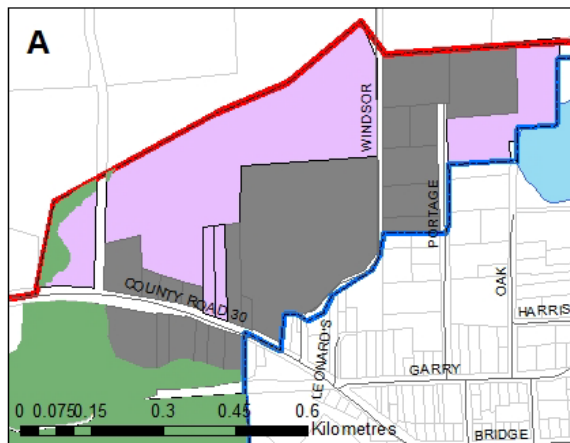 A
WINDSOR
PORTAGE
OAK
COUNTY ROAD 30
LEONARD'S
HARRIS
GARRY
BRIDGE
0 0.075 0.15 0.3 0.45 0.6
Kilometres